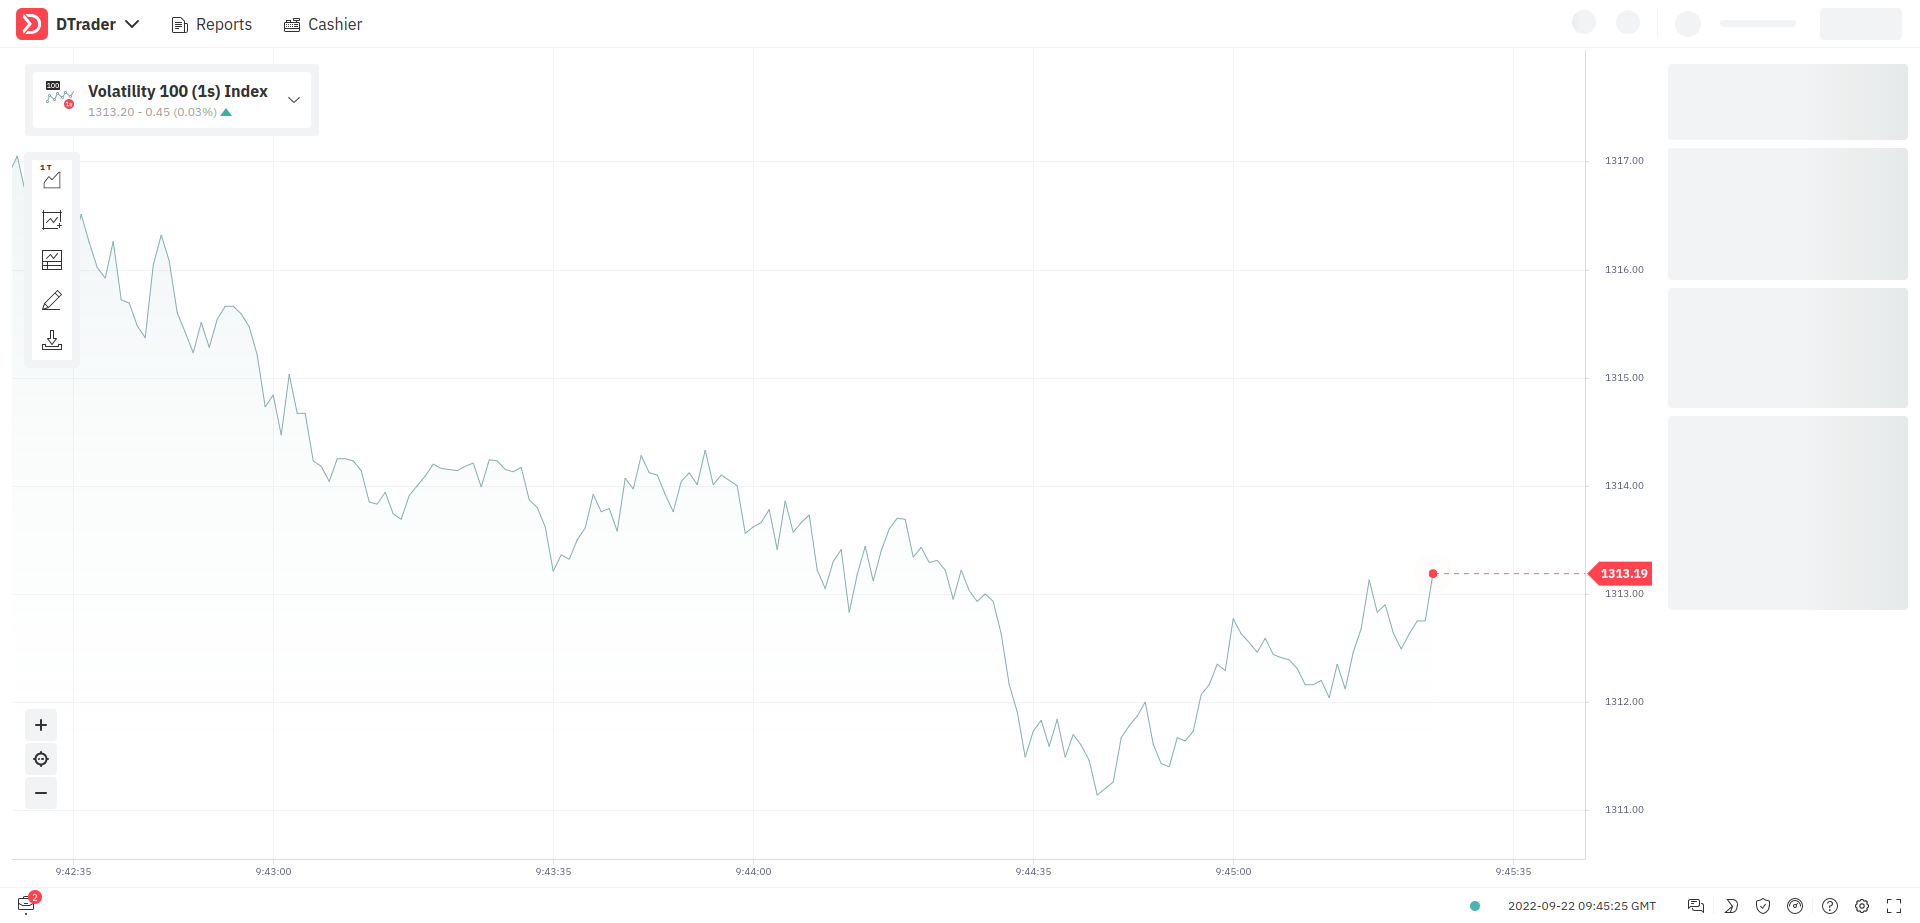 DTrader
Reports
Cashier
100
1s
Volatility 100 (1s) Index
1313.20 - 0.45 (0.03%)
1 T
1317.00
1316.00
1315.00
1314.00
1313.19
1313.00
1312.00
1311.00
9:42:35
9:43:00
9:43:35
9:44:00
9:44:35
9:45:00
9:45:35
2
2022-09-22 09:45:25 GMT